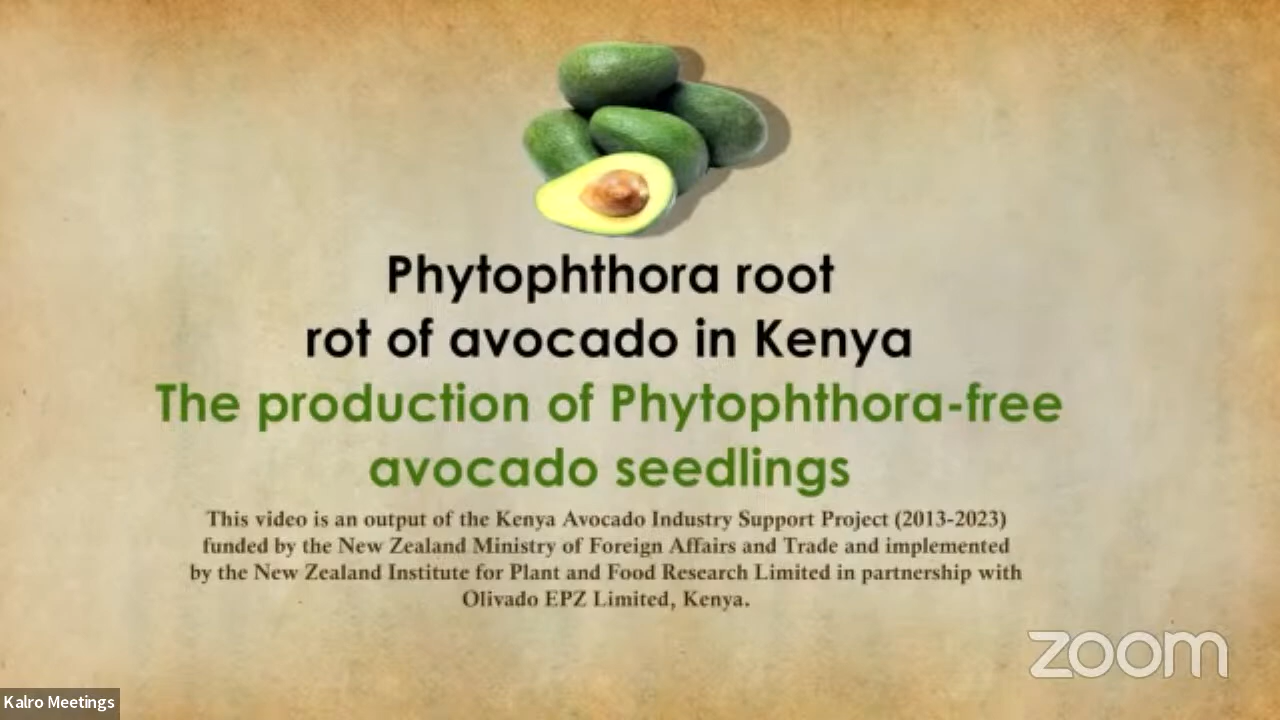 Phytophthora root
rot of avocado in Kenya
The production of Phytophthora-free
avocado seedlings
This video is an output of the Kenya Avocado Industry Support Project (2013-2023)
funded by the New Zealand Ministry of Foreign Affairs and Trade and implemented
by the New Zealand Institute for Plant and Food Research Limited in partnership with
Olivado EPZ Limited, Kenya.
zoom
Kalro Meetings